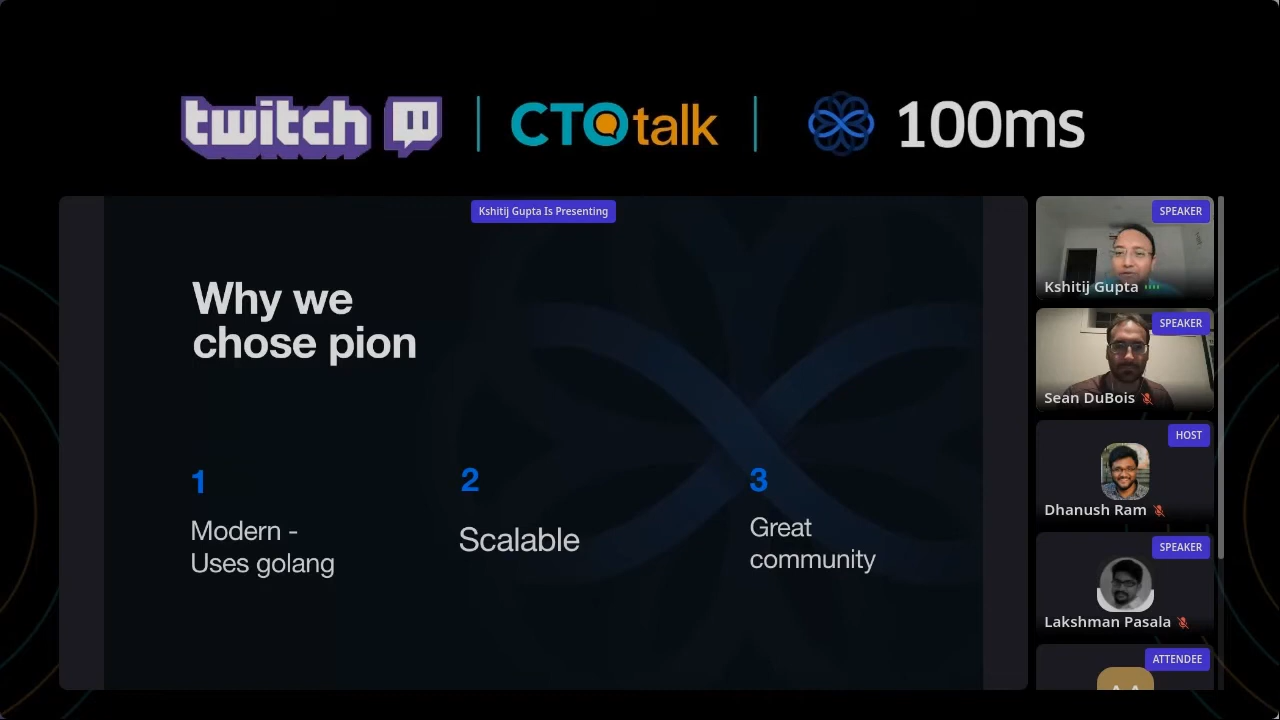 twitch
CTOtalk
100ms
Kshitij Gupta Is Presenting
Why we
chose pion
1
Modern -
Uses golang
2
Scalable
3
Great
community
SPEAKER
Kshitij Gupta
SPEAKER
Sean DuBois
HOST
Dhanush Ram
SPEAKER
Lakshman Pasala
ATTENDEE